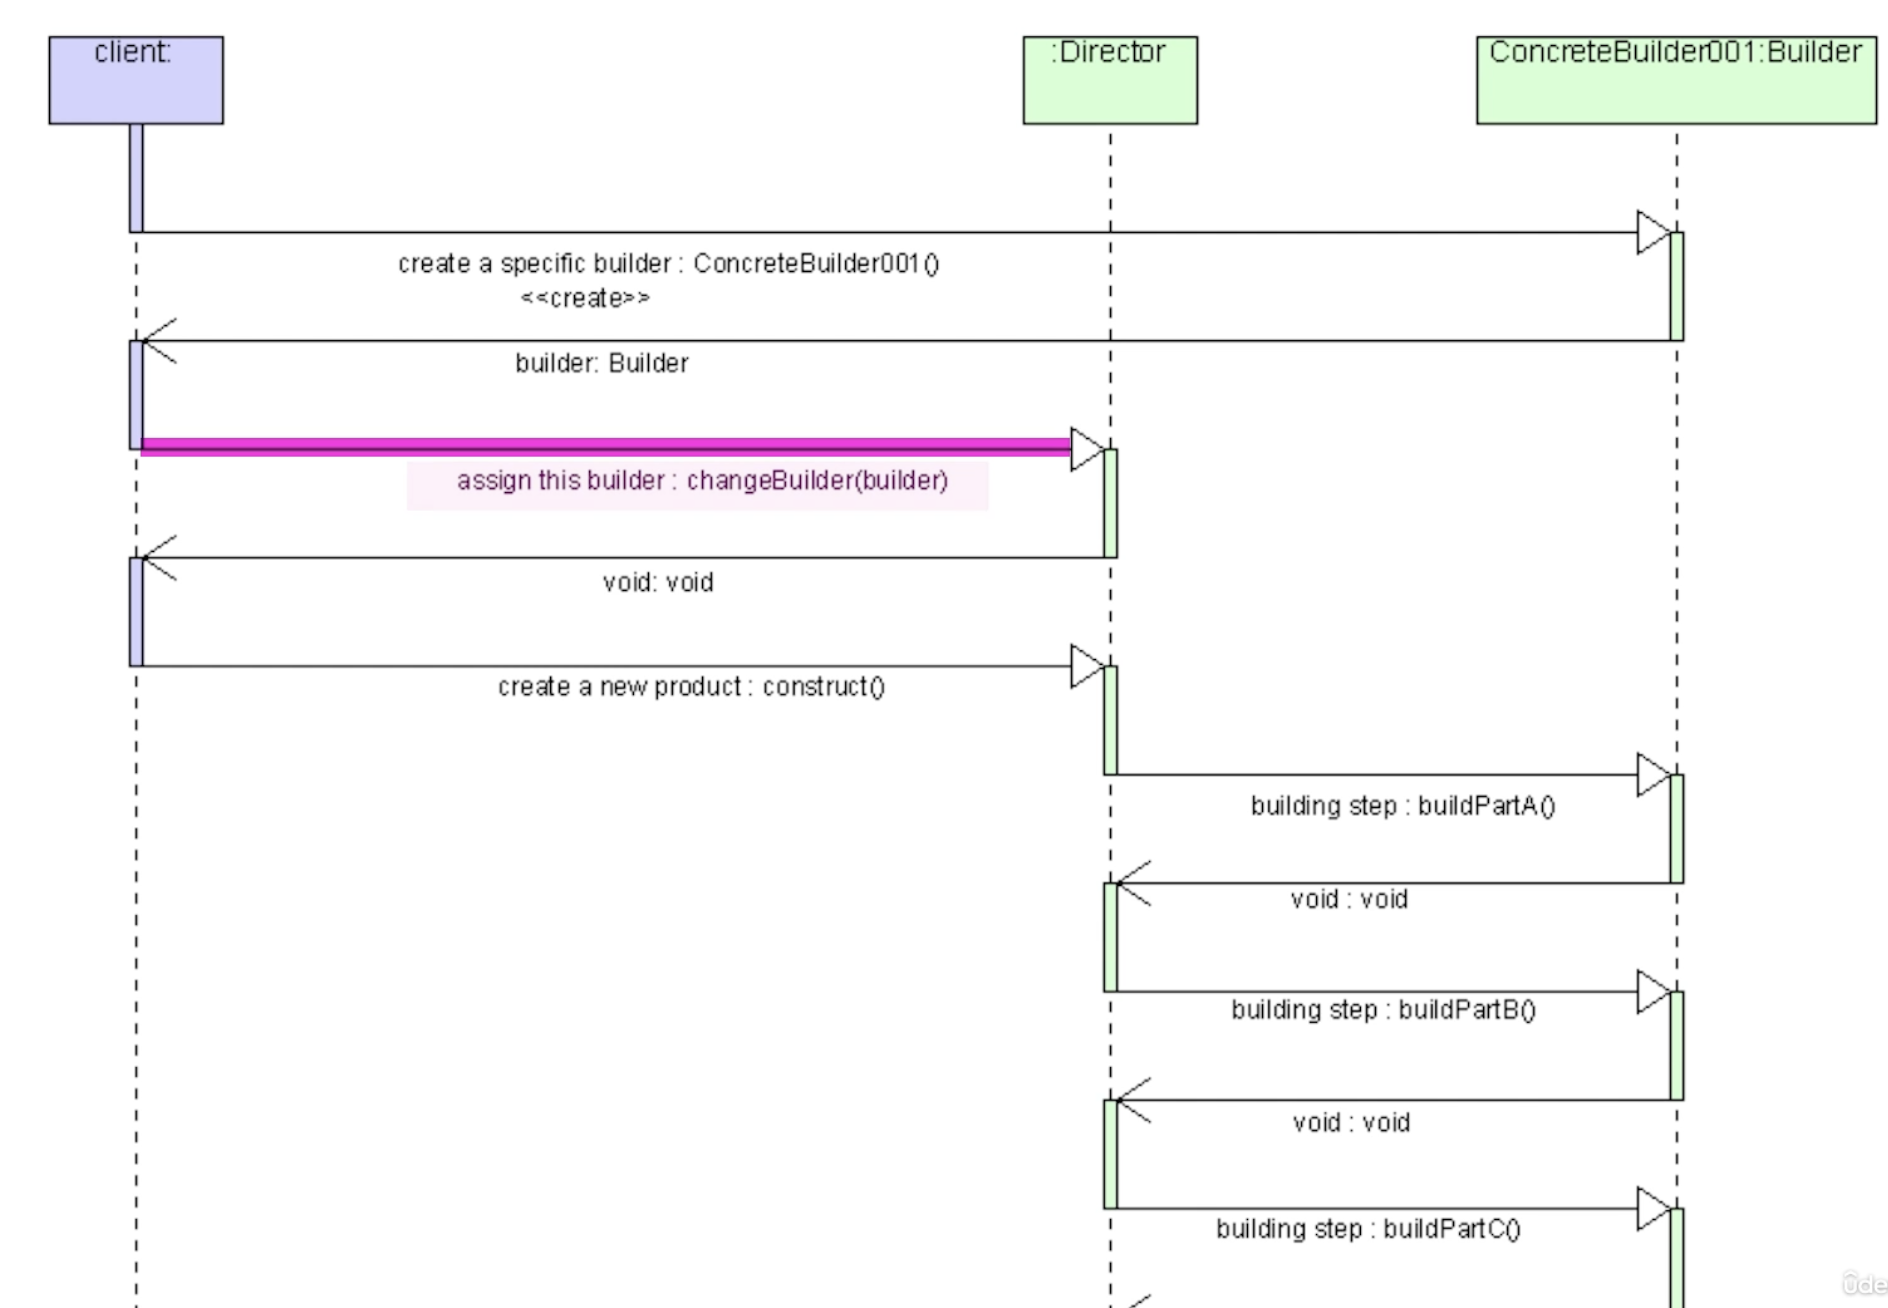 client:
:Director
ConcreteBuilder001:Builder
create a specific builder : ConcreteBuilder001()
<<create>>
builder: Builder
assign this builder : changeBuilder(builder)
void: void
create a new product : construct()
building step : buildPartA()
void : void
building step : buildPartB()
void : void
building step : buildPartC()
ûde